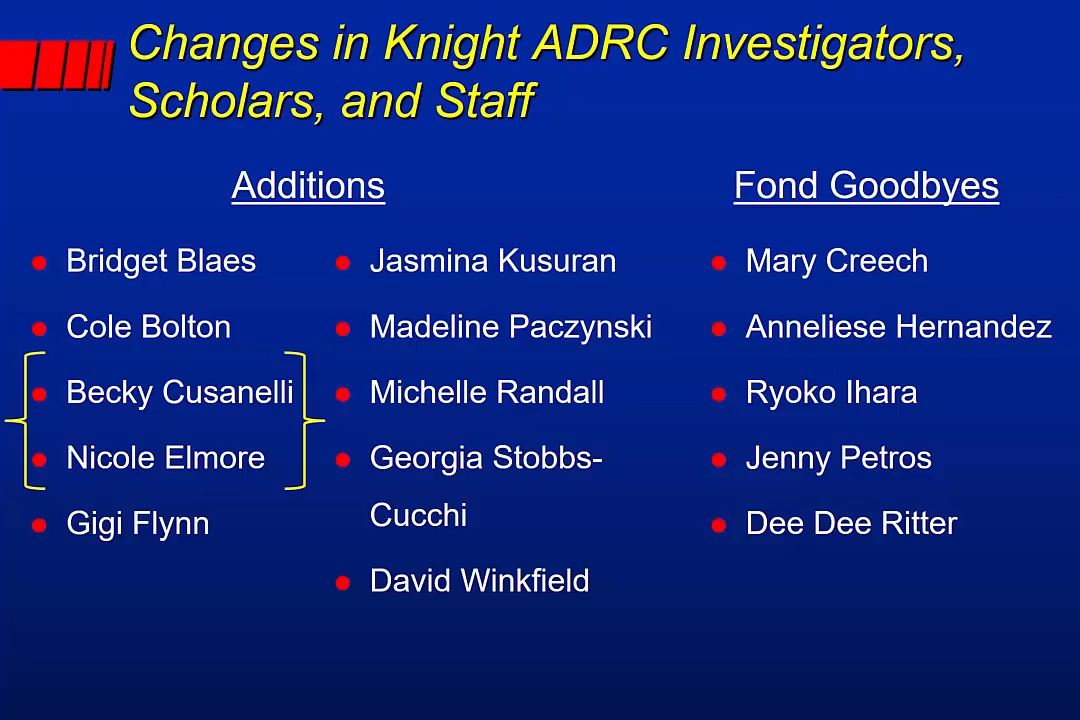 Changes in Knight ADRC Investigators,
Scholars, and Staff
Additions
Bridget Blaes
Cole Bolton
Becky Cusanelli
Nicole Elmore
Gigi Flynn
Jasmina Kusuran
Madeline Paczynski
Michelle Randall
Georgia Stobbs-
Cucchi
David Winkfield
Fond Goodbyes
Mary Creech
Anneliese Hernandez
Ryoko Ihara
Jenny Petros
Dee Dee Ritter